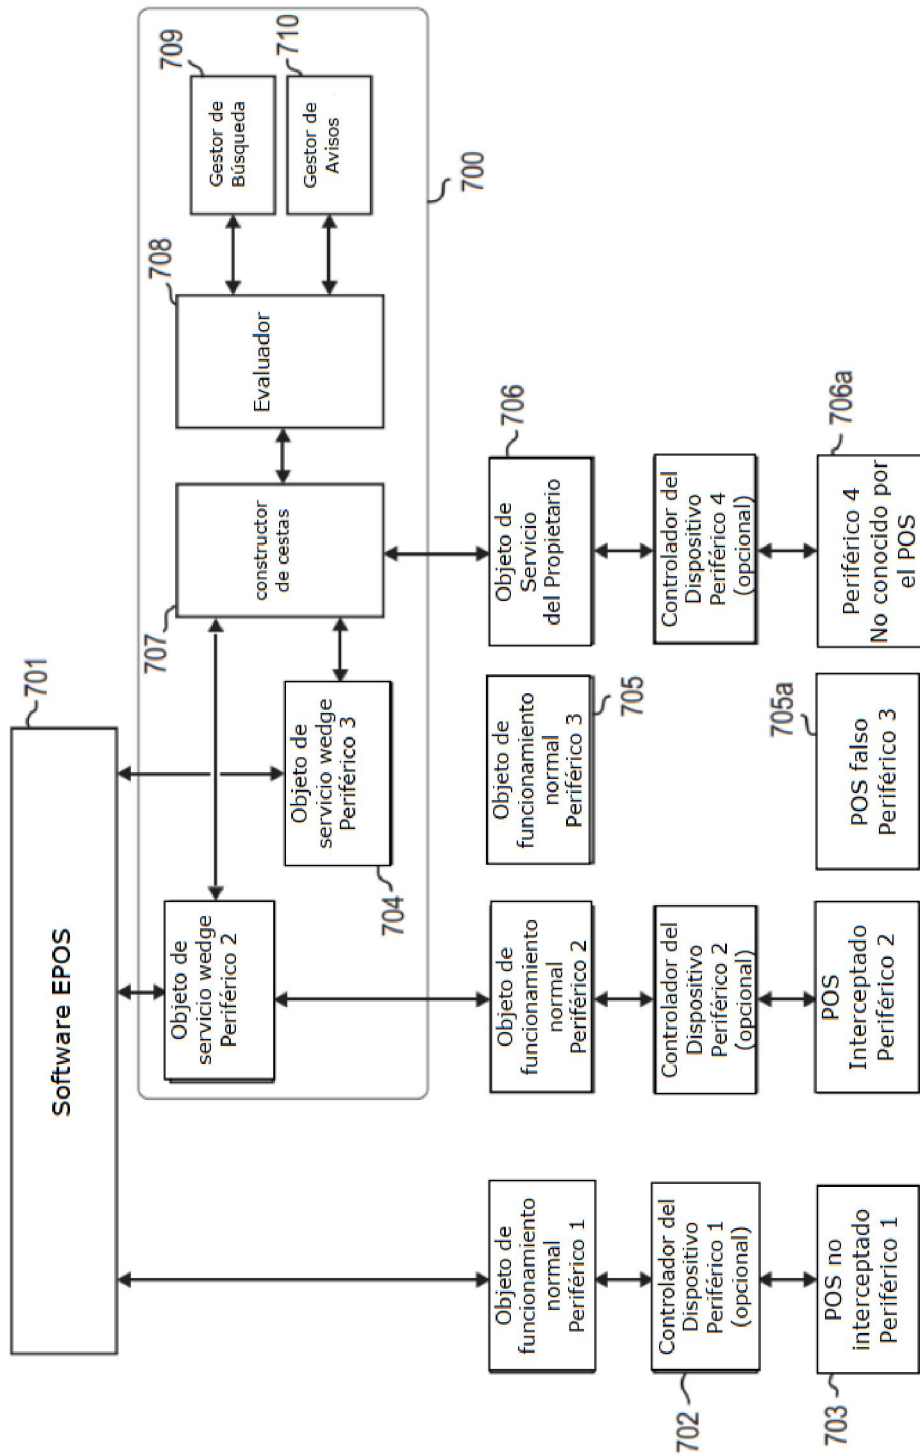 Software EPOS
701
Objeto de
servicio wedge
Periférico 2
Objeto de
servicio wedge
Periférico 3
704
707
constructor
de cestas
708
Evaluador
709
Gestor de
Búsqueda
710
Gestor de
Avisos
700
Objeto de
funcionamiento
normal
Periférico 1
Objeto de
funcionamiento
normal
Periférico 2
Objeto de
funcionamiento
normal
Periférico 3
705
Objeto de
Servicio
del Propietario
706
Controlador del
Dispositivo
Periférico 1
(opcional)
702
Controlador del
Dispositivo
Periférico 2
(opcional)
Controlador del
Dispositivo
Periférico 4
(opcional)
POS no
interceptado
Periférico 1
703
POS
Interceptado
Periférico 2
POS falso
Periférico 3
705a
Periférico 4
No conocido por
el POS
706a